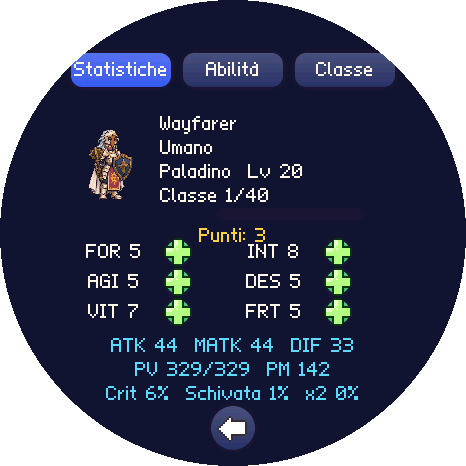 Statistiche Abilità Classe
Wayfarer
Umano
Paladino Lv 20
Classe 1/40
Punti: 3
FOR 5 INT 8
AGI 5 DES 5
VIT 7 FRT 5
ATK 44 MATK 44 DIF 33
PV 329/329 PM 142
Crit 6% Schivata 1% x2 0%